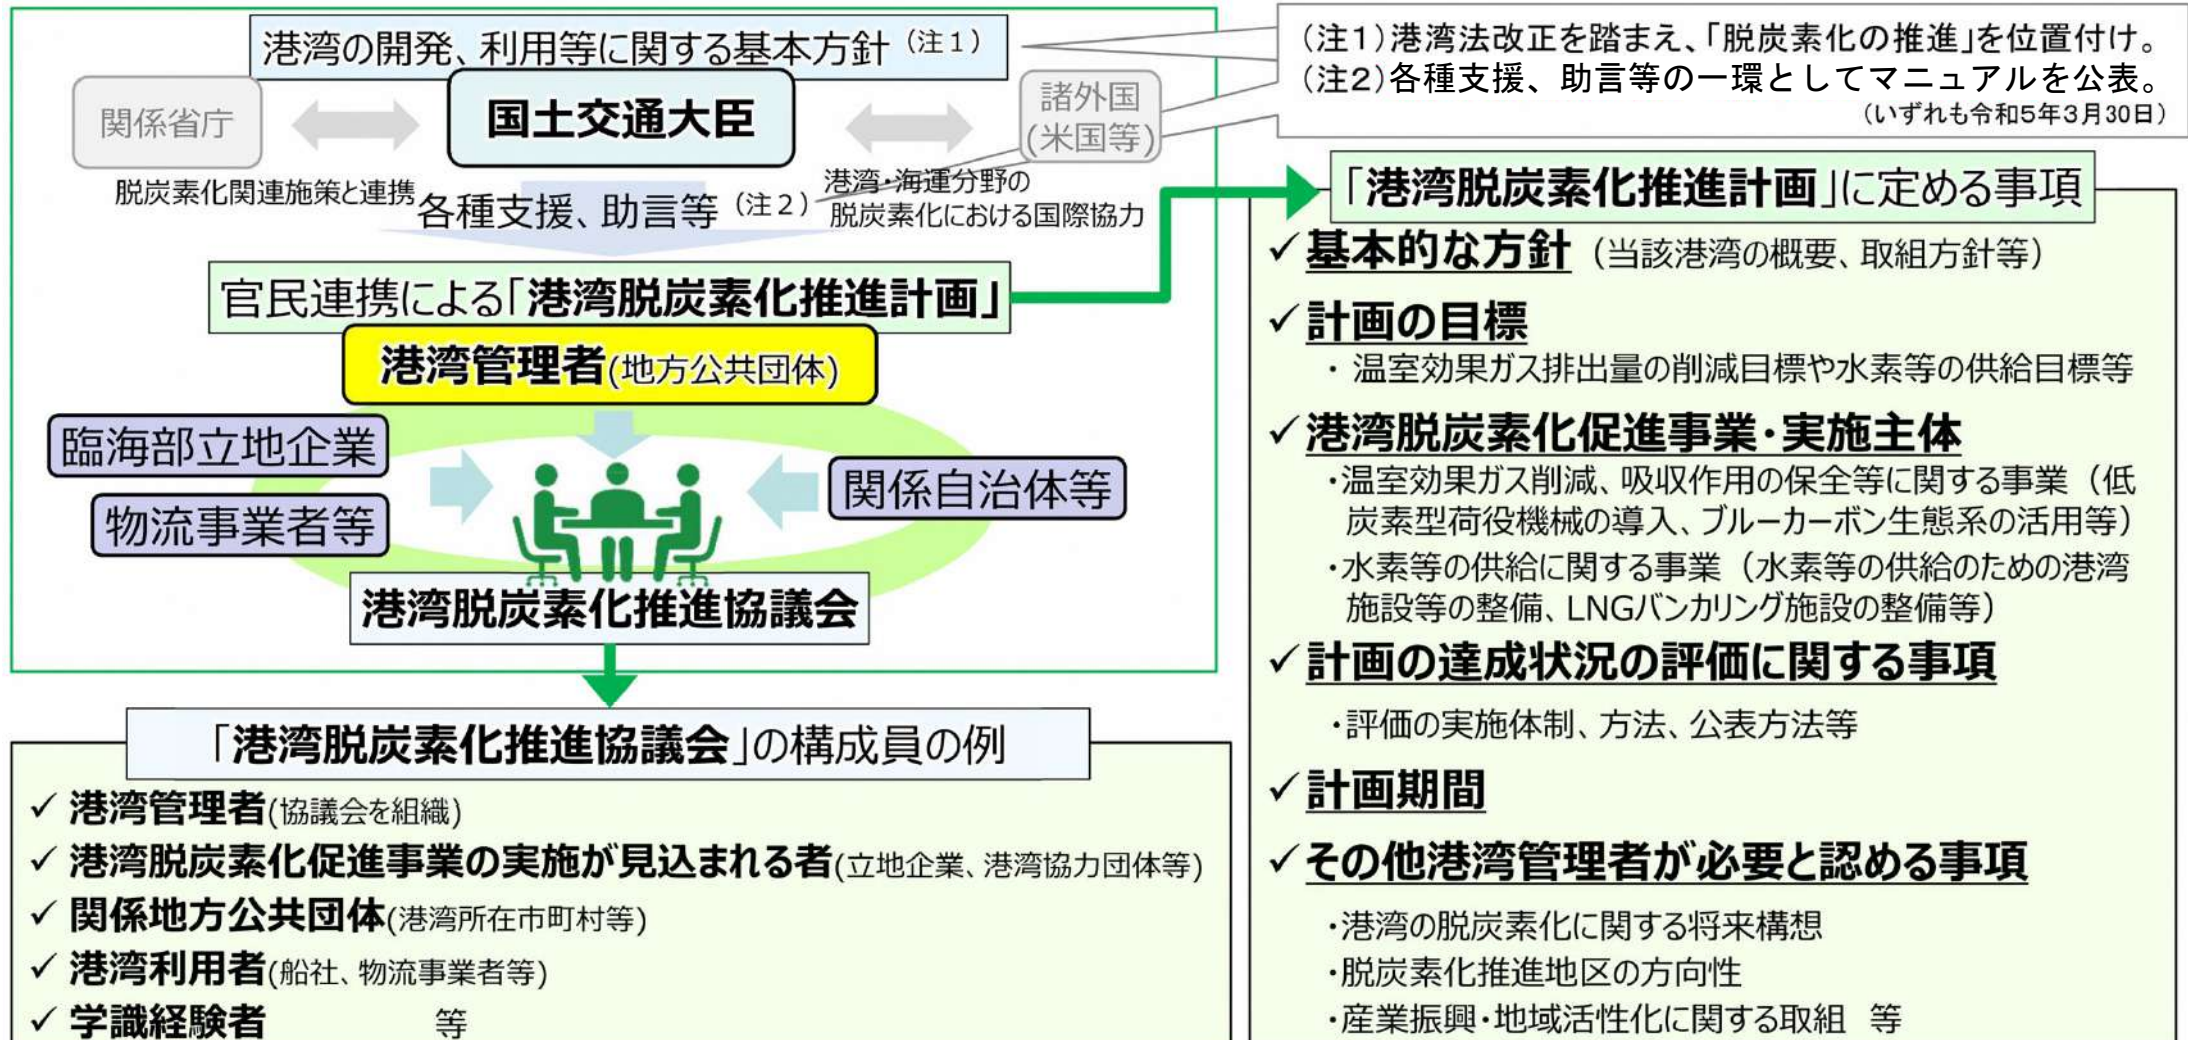 港湾の開発、利用等に関する基本方針（注１）
国土交通大臣
関係省庁
諸外国
(米国等)
脱炭素化関連施策と連携
各種支援、助言等（注２）
港湾・海運分野の
脱炭素化における国際協力
官民連携による「港湾脱炭素化推進計画」
港湾管理者(地方公共団体)
臨海部立地企業
物流事業者等
関係自治体等
港湾脱炭素化推進協議会
「港湾脱炭素化推進協議会」の構成員の例
✓ 港湾管理者(協議会を組織)
✓ 港湾脱炭素化促進事業の実施が見込まれる者(立地企業、港湾協力団体等)
✓ 関係地方公共団体(港湾所在市町村等)
✓ 港湾利用者(船社、物流事業者等)
✓ 学識経験者　等
（注1）港湾法改正を踏まえ、「脱炭素化の推進」を位置付け。
（注2）各種支援、助言等の一環としてマニュアルを公表。
（いずれも令和5年3月30日）
「港湾脱炭素化推進計画」に定める事項
✓ 基本的な方針（当該港湾の概要、取組方針等）
✓ 計画の目標
・温室効果ガス排出量の削減目標や水素等の供給目標等
✓ 港湾脱炭素化促進事業・実施主体
・温室効果ガス削減、吸収作用の保全等に関する事業（低
炭素型荷役機械の導入、ブルーカーボン生態系の活用等）
・水素等の供給に関する事業（水素等の供給のための港湾
施設等の整備、LNGバンカリング施設の整備等）
✓ 計画の達成状況の評価に関する事項
・評価の実施体制、方法、公表方法等
✓ 計画期間
✓ その他港湾管理者が必要と認める事項
・港湾の脱炭素化に関する将来構想
・脱炭素化推進地区の方向性
・産業振興・地域活性化に関する取組　等